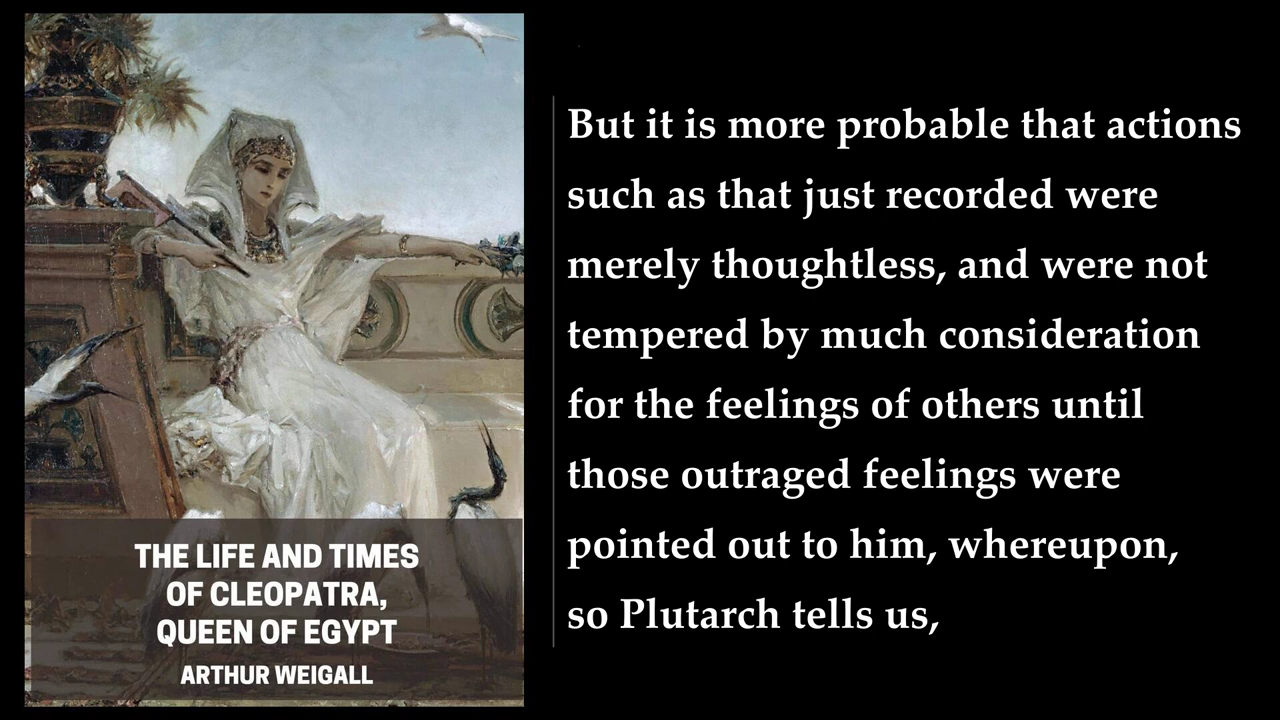 THE LIFE AND TIMES
OF CLEOPATRA,
QUEEN OF EGYPT
ARTHUR WEIGALL
But it is more probable that actions
such as that just recorded were
merely thoughtless, and were not
tempered by much consideration
for the feelings of others until
those outraged feelings were
pointed out to him, whereupon,
so Plutarch tells us,